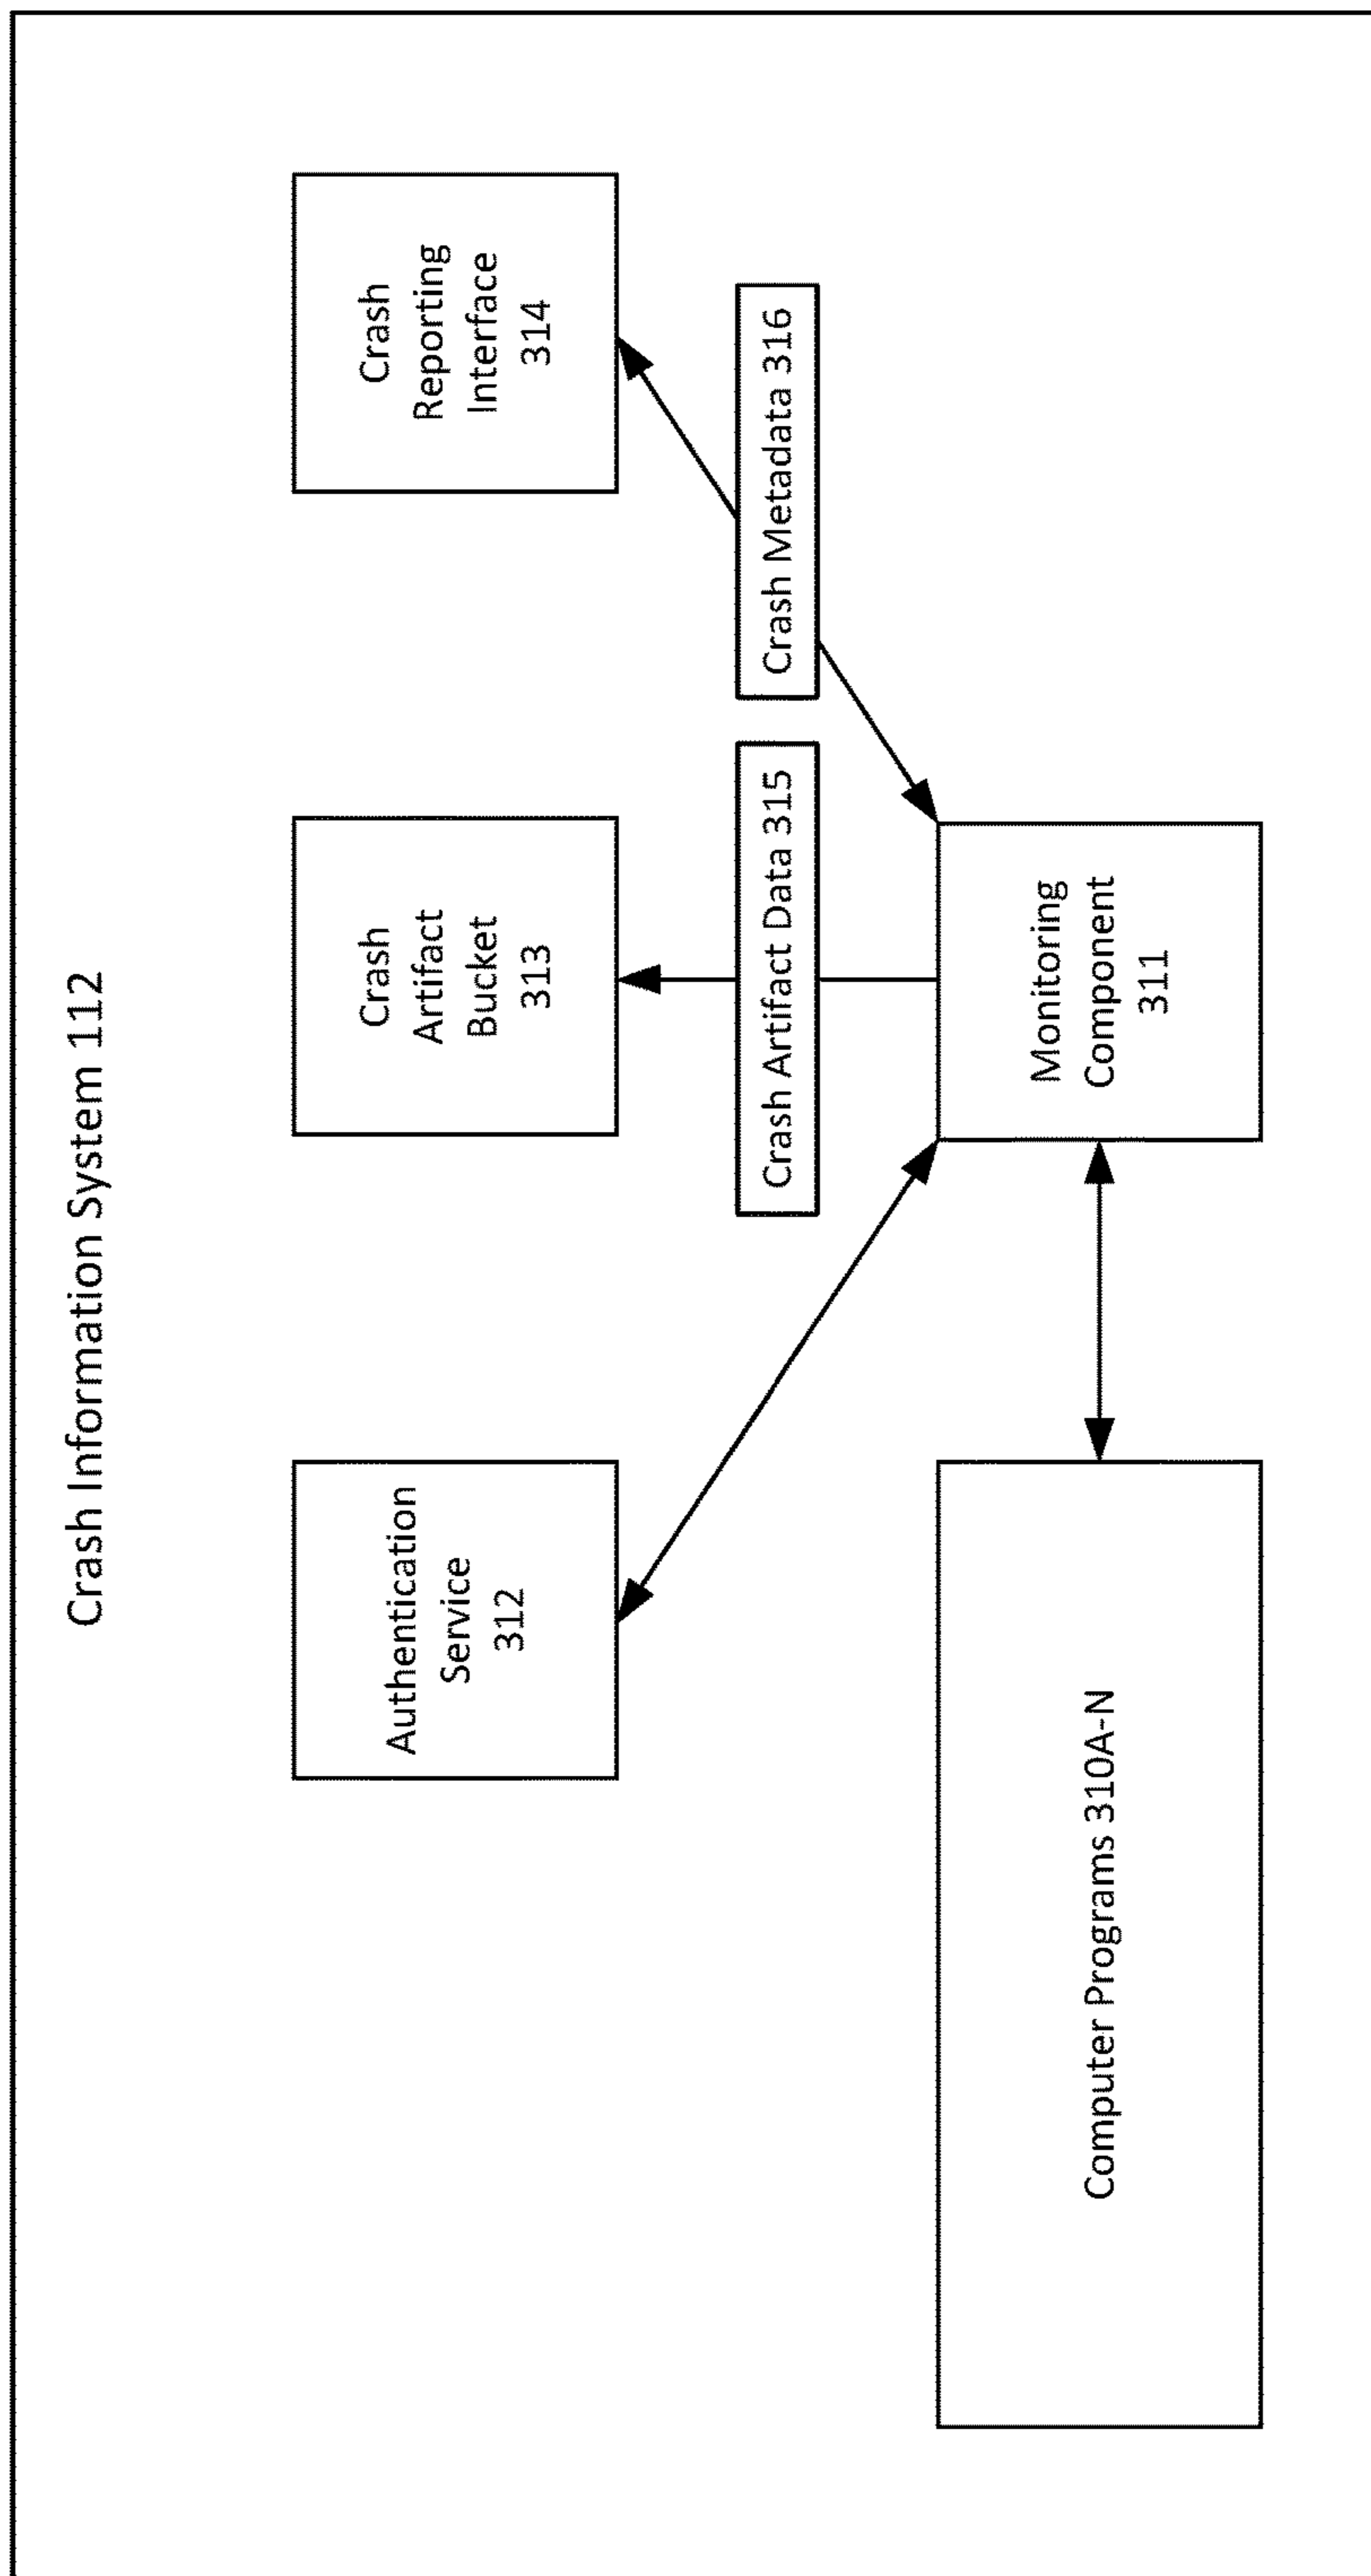 Crash Information System 112
Authentication
Service
312
Crash
Artifact
Bucket
313
Crash
Reporting
Interface
314
Crash Artifact Data 315
Crash Metadata 316
Computer Programs 310A-N
Monitoring
Component
311